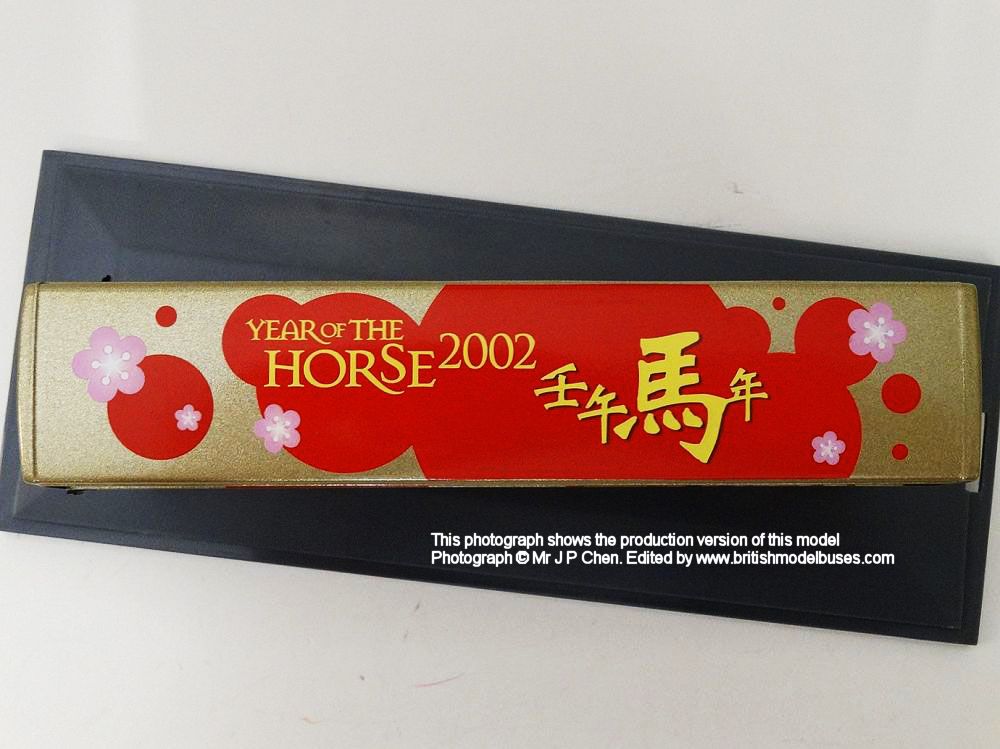 YEAR OF THE
HORSE 2002
壬午馬年
This photograph shows the production version of this model
Photograph © Mr J P Chen. Edited by www.britishmodelbuses.com